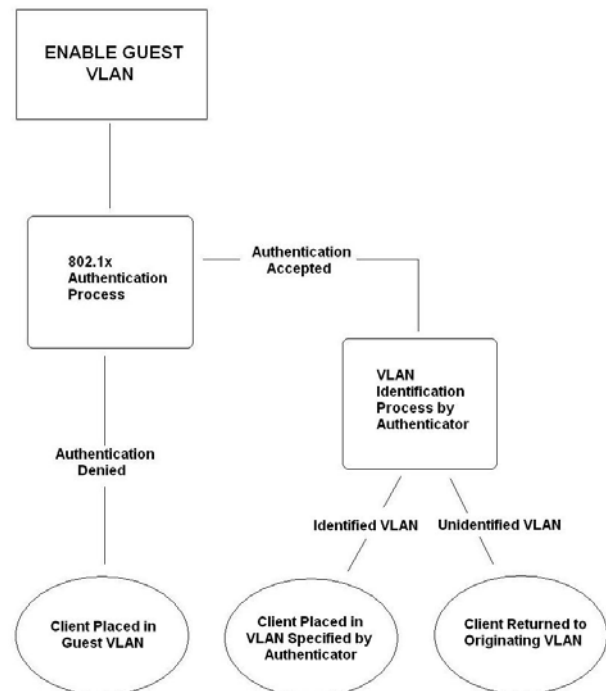 ENABLE GUEST
VLAN
802.1x
Authentication
Process
Authentication
Accepted
VLAN
Identification
Process by
Authenticator
Authentication
Denied
Identified VLAN
Unidentified VLAN
Client Placed in
Guest VLAN
Client Placed in
VLAN Specified by
Authenticator
Client Returned to
Originating VLAN